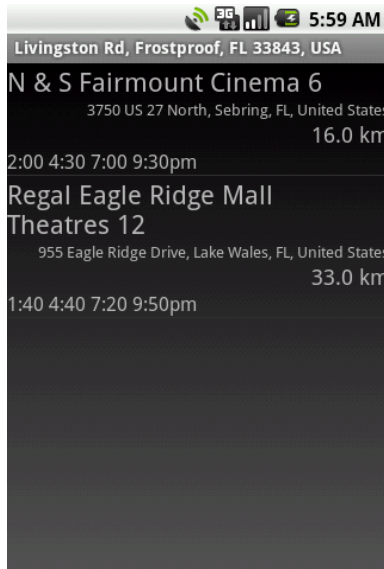 3G 5:59 AM
Livingston Rd, Frostproof, FL 33843, USA
N & S Fairmount Cinema 6
3750 US 27 North, Sebring, FL, United States
16.0 km
2:00 4:30 7:00 9:30pm
Regal Eagle Ridge Mall
Theatres 12
955 Eagle Ridge Drive, Lake Wales, FL, United States
33.0 km
1:40 4:40 7:20 9:50pm